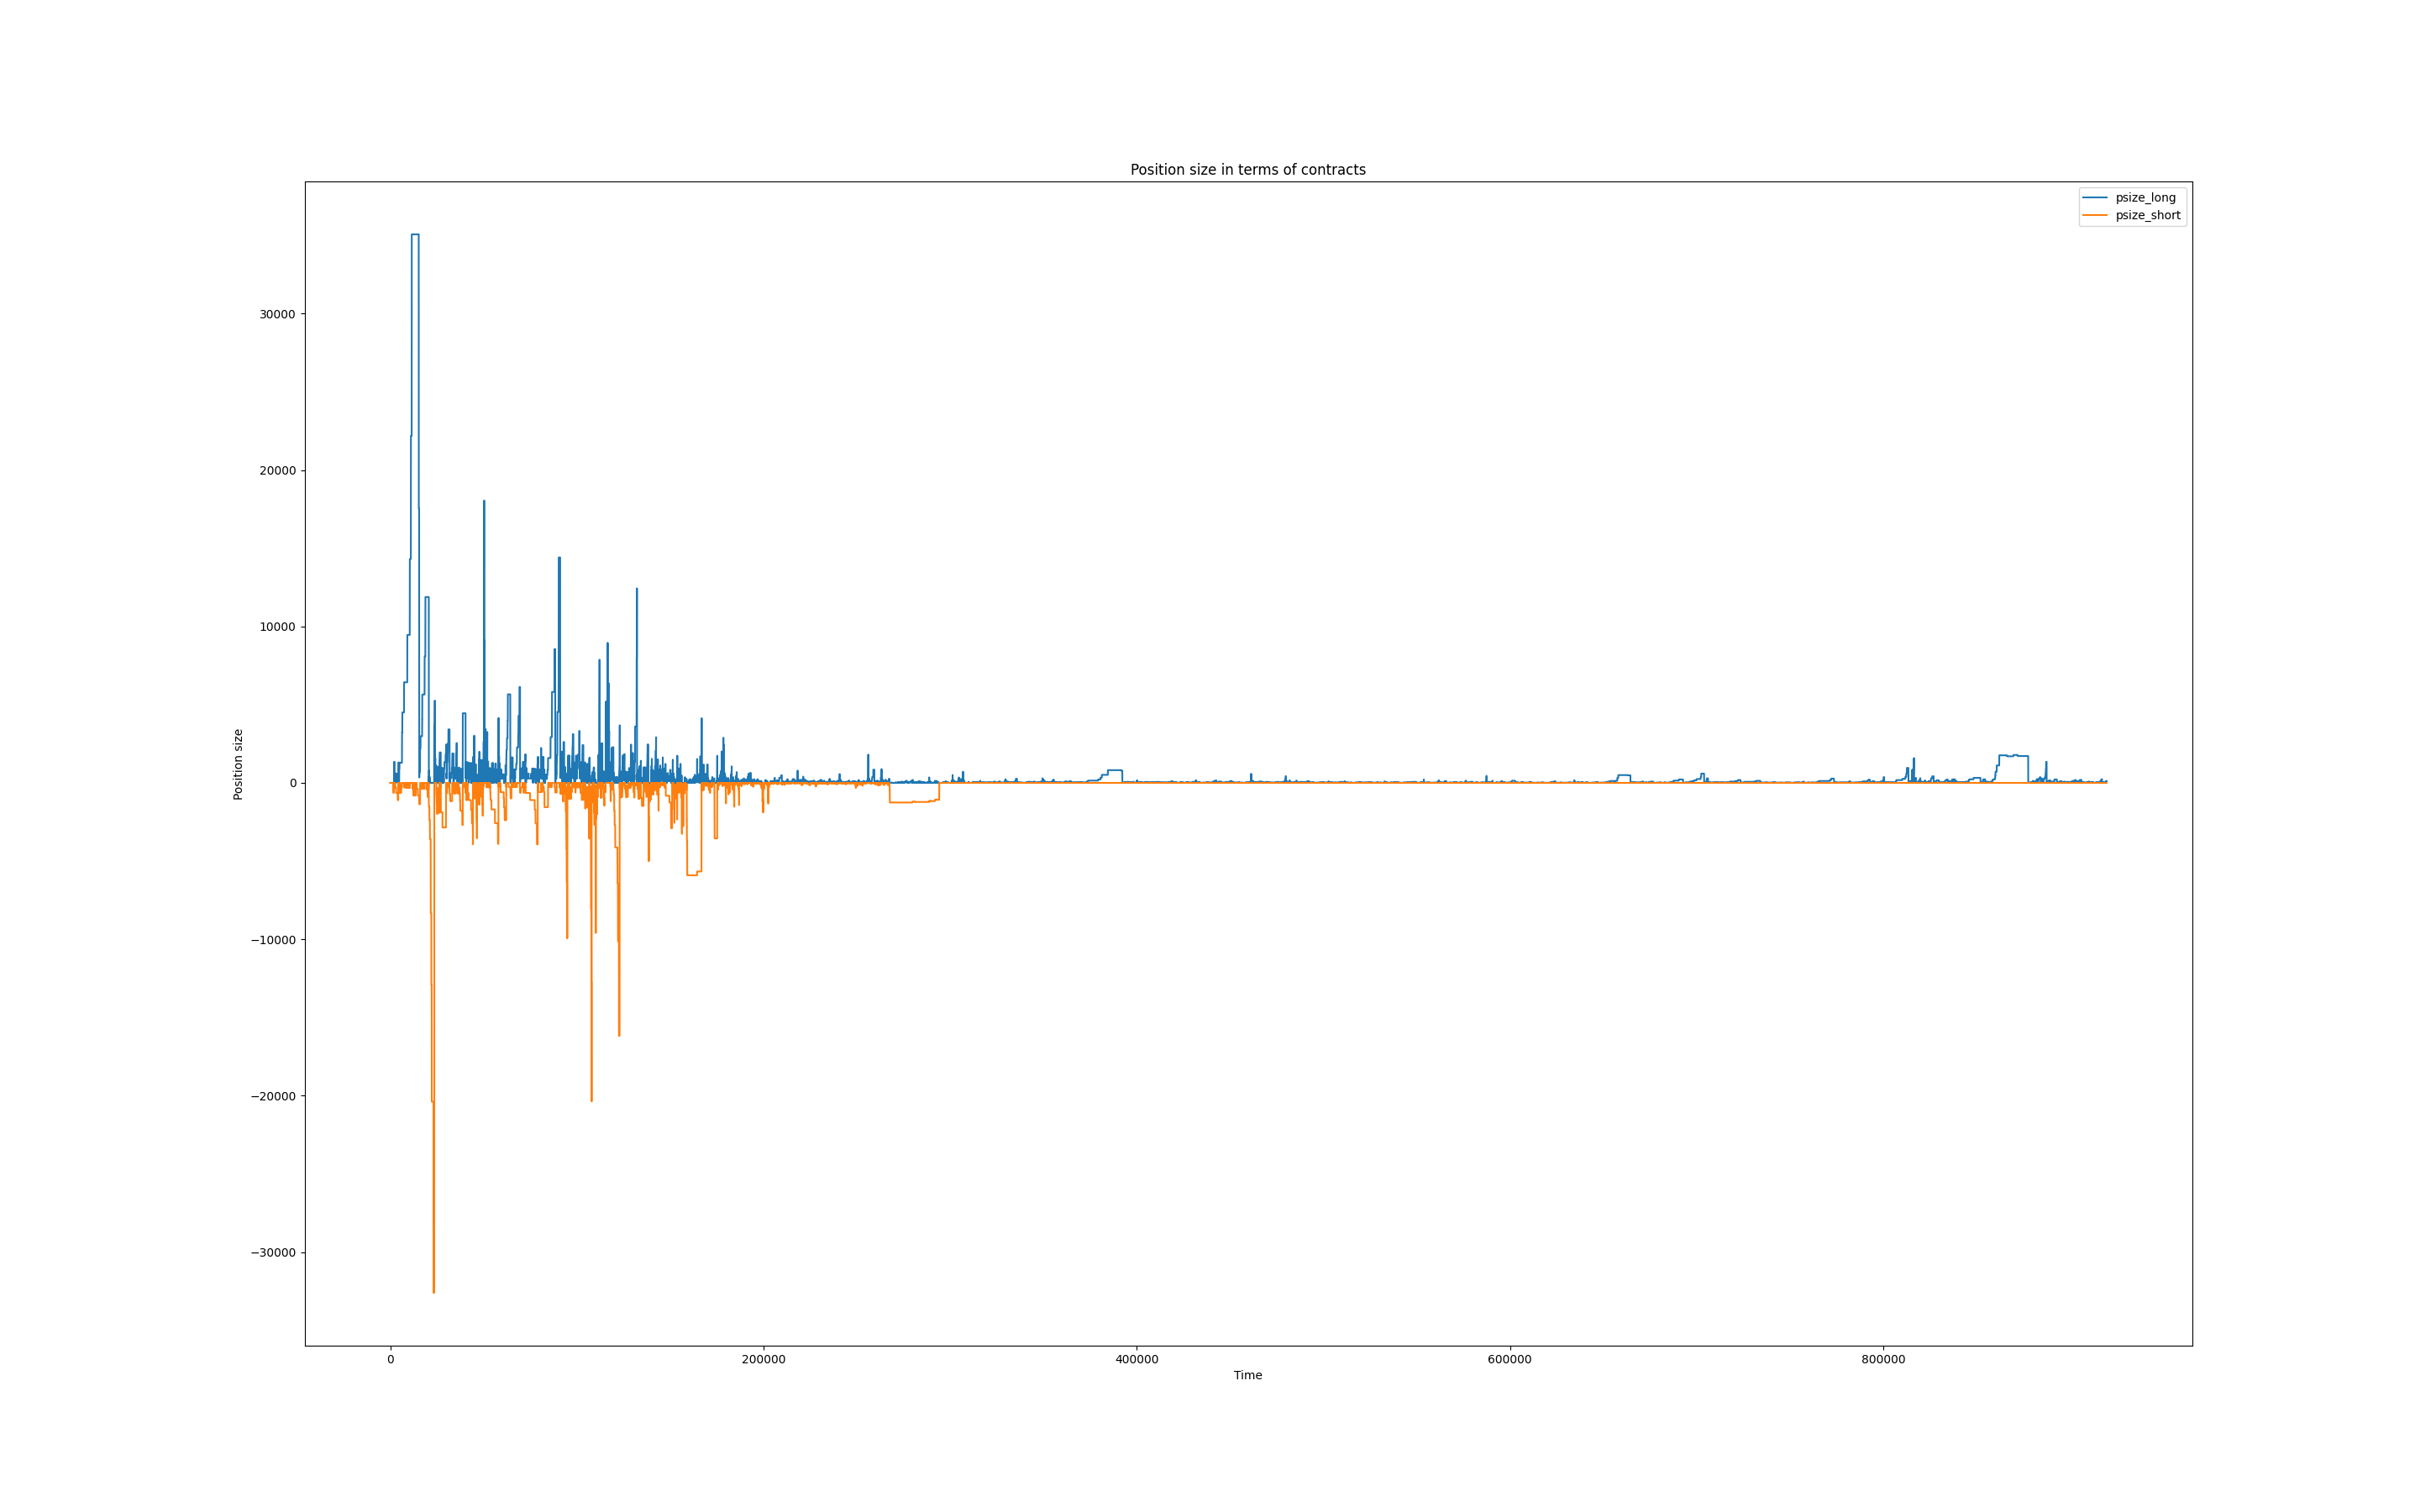 Position size in terms of contracts
psize_long
psize_short
30000
20000
10000
0
−10000
−20000
−30000
Position size
0
200000
400000
600000
800000
Time